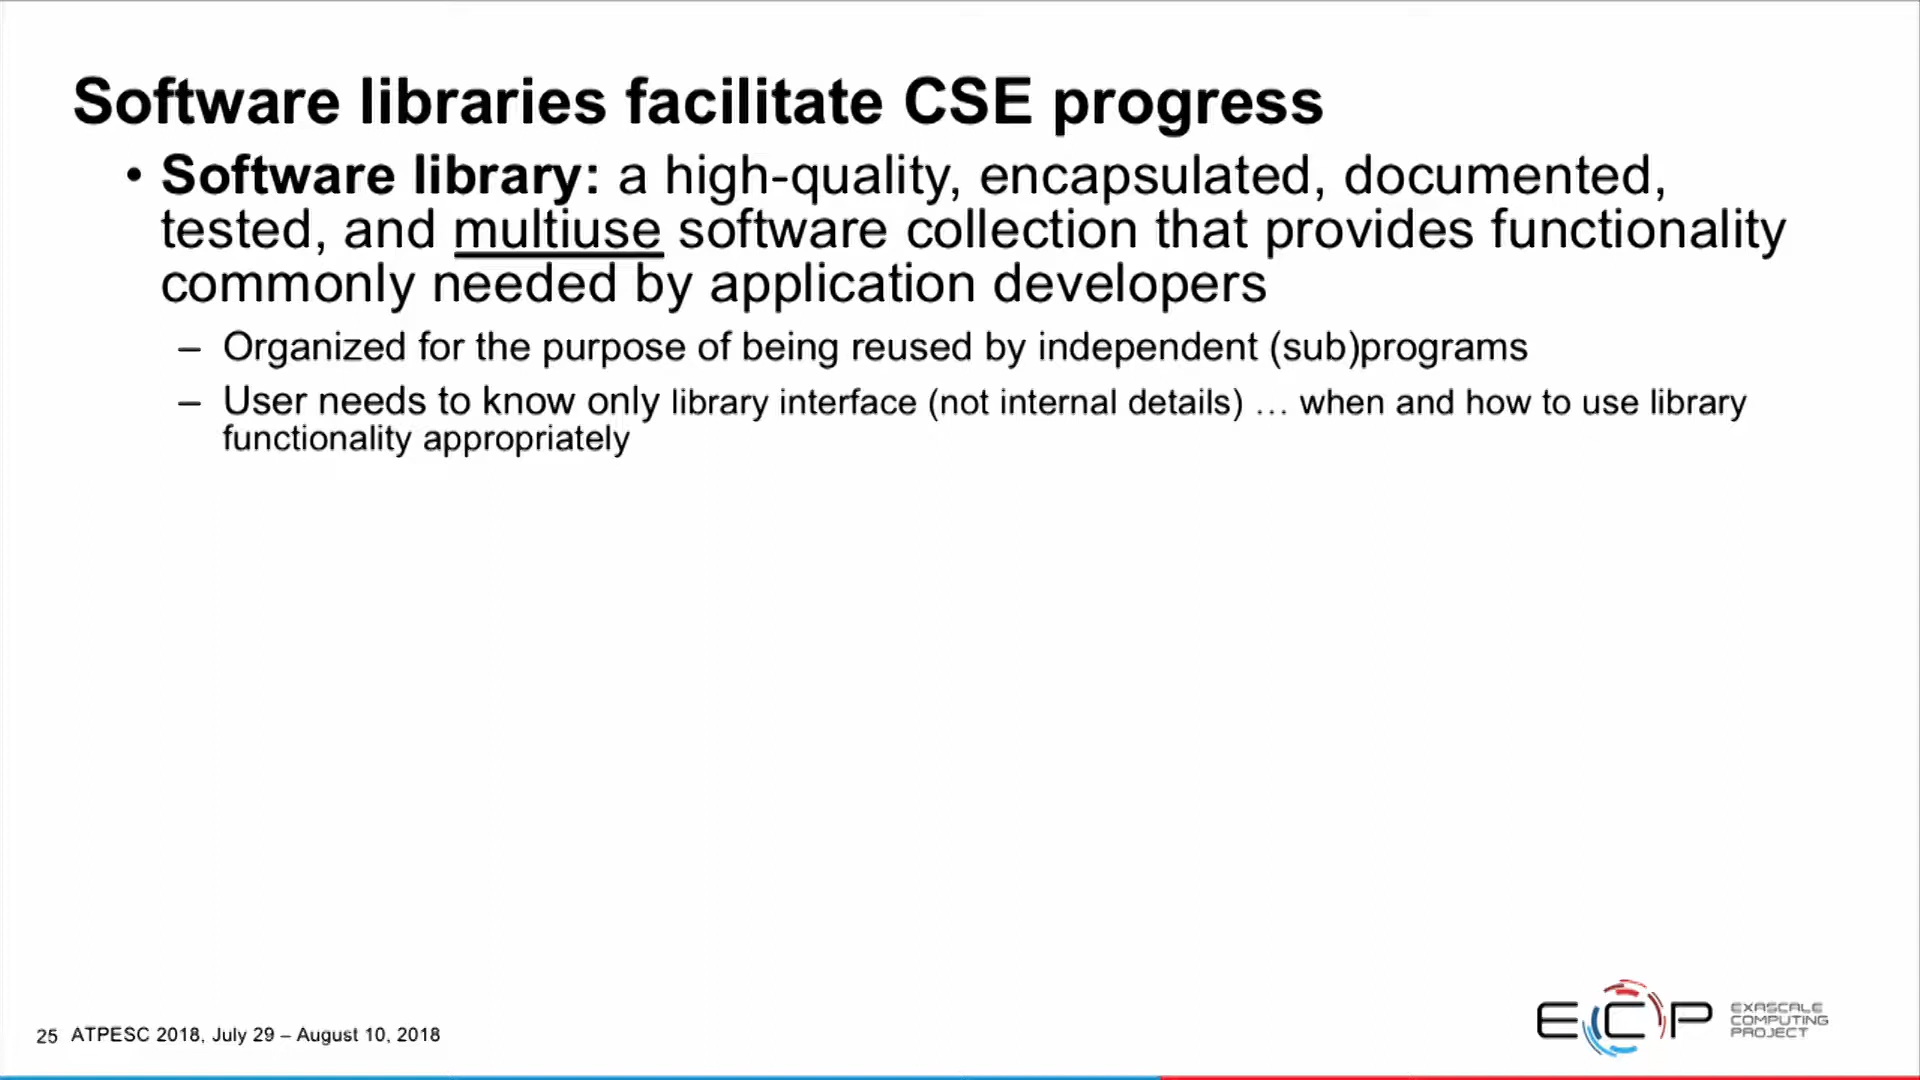 Software libraries facilitate CSE progress
• Software library: a high-quality, encapsulated, documented,
tested, and multiuse software collection that provides functionality
commonly needed by application developers
– Organized for the purpose of being reused by independent (sub)programs
– User needs to know only library interface (not internal details) … when and how to use library
functionality appropriately
25 ATPESC 2018, July 29 – August 10, 2018
ECP
EXASCALE
COMPUTING
PROJECT